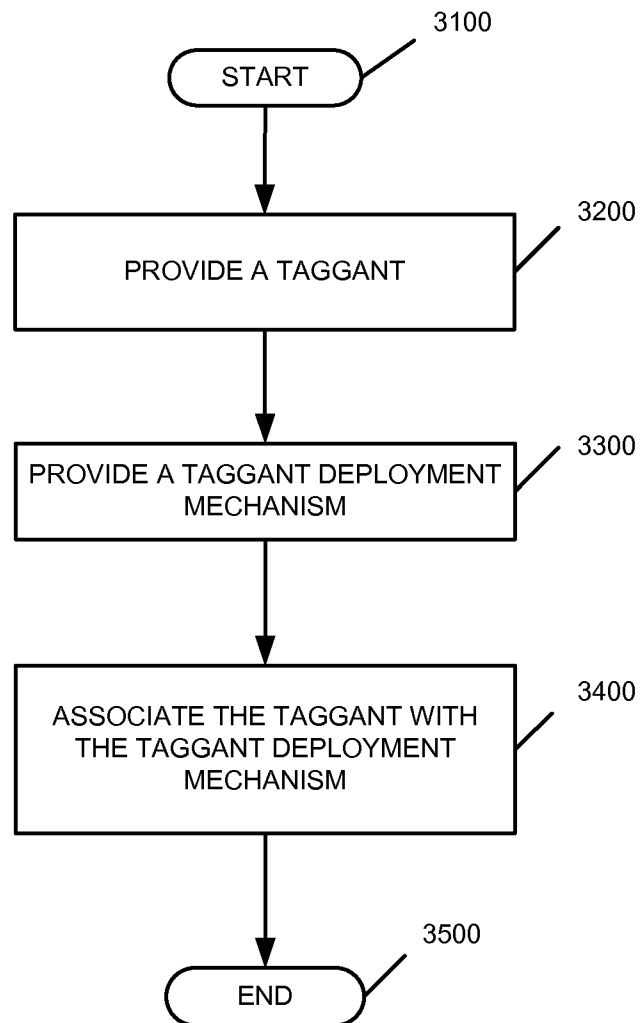 3100
START
3200
PROVIDE A TAGGANT
3300
PROVIDE A TAGGANT DEPLOYMENT
MECHANISM
3400
ASSOCIATE THE TAGGANT WITH
THE TAGGANT DEPLOYMENT
MECHANISM
3500
END